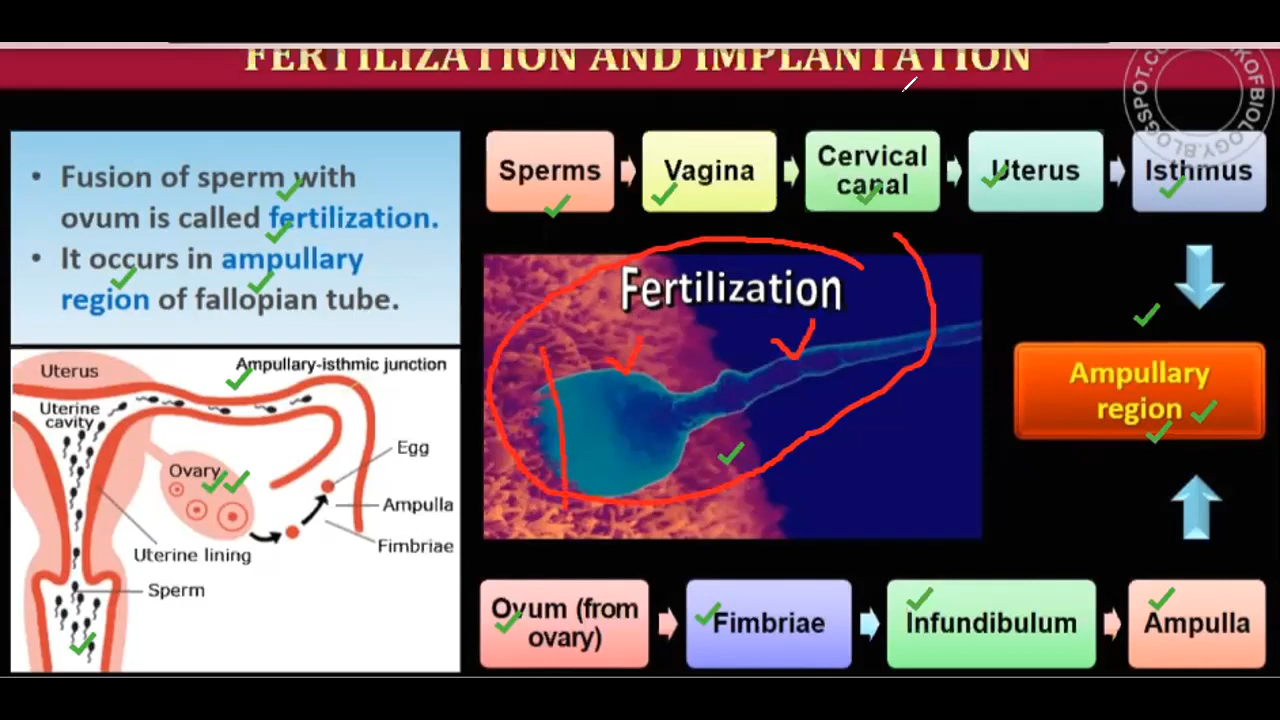 FERTILIZATION AND IMPLANTATION
• Fusion of sperm with
ovum is called fertilization.
• It occurs in ampullary
region of fallopian tube.
Sperms
Vagina
Cervical
canal
Uterus
Isthmus
Fertilization
Ampullary
region
Ampullary-isthmic junction
Uterus
Uterine
cavity
Ovary
Egg
Ampulla
Fimbriae
Uterine lining
Sperm
Ovum (from
ovary)
Fimbriae
Infundibulum
Ampulla